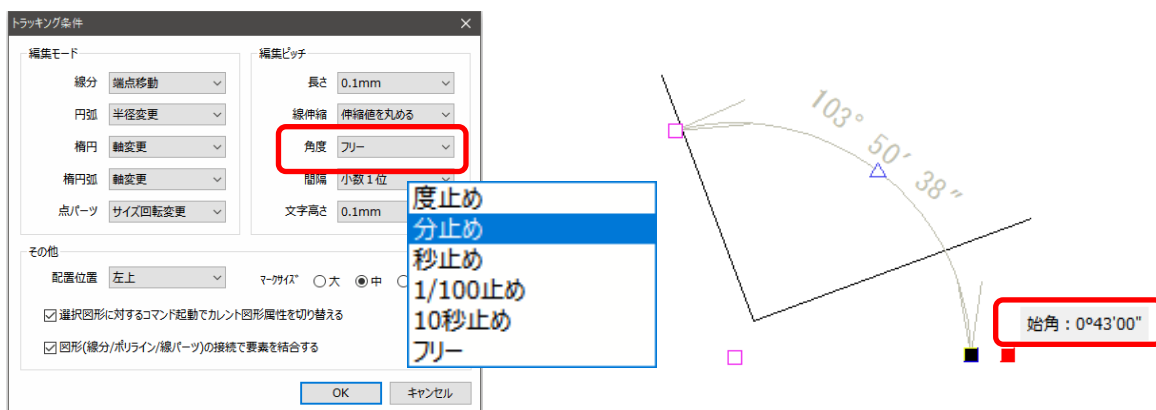 トラッキング条件
編集モード
線分 端点移動
円弧 半径変更
楕円 軸変更
楕円弧 軸変更
点パーツ サイズ回転変更
編集ピッチ
長さ 0.1mm
線伸縮 伸縮値を丸める
角度 フリー
間隔 小数1位
文字高さ 0.1mm
度止め
分止め
秒止め
1/100止め
10秒止め
フリー
その他
配置位置 左上
マークサイズ 大 中
選択図形に対するコマンド起動でカレント図形属性を切り替える
図形(線分/ポリライン/線パーツ)の接続で要素を結合する
OK キャンセル
103° 50′ 38″
始角：0°43'00"